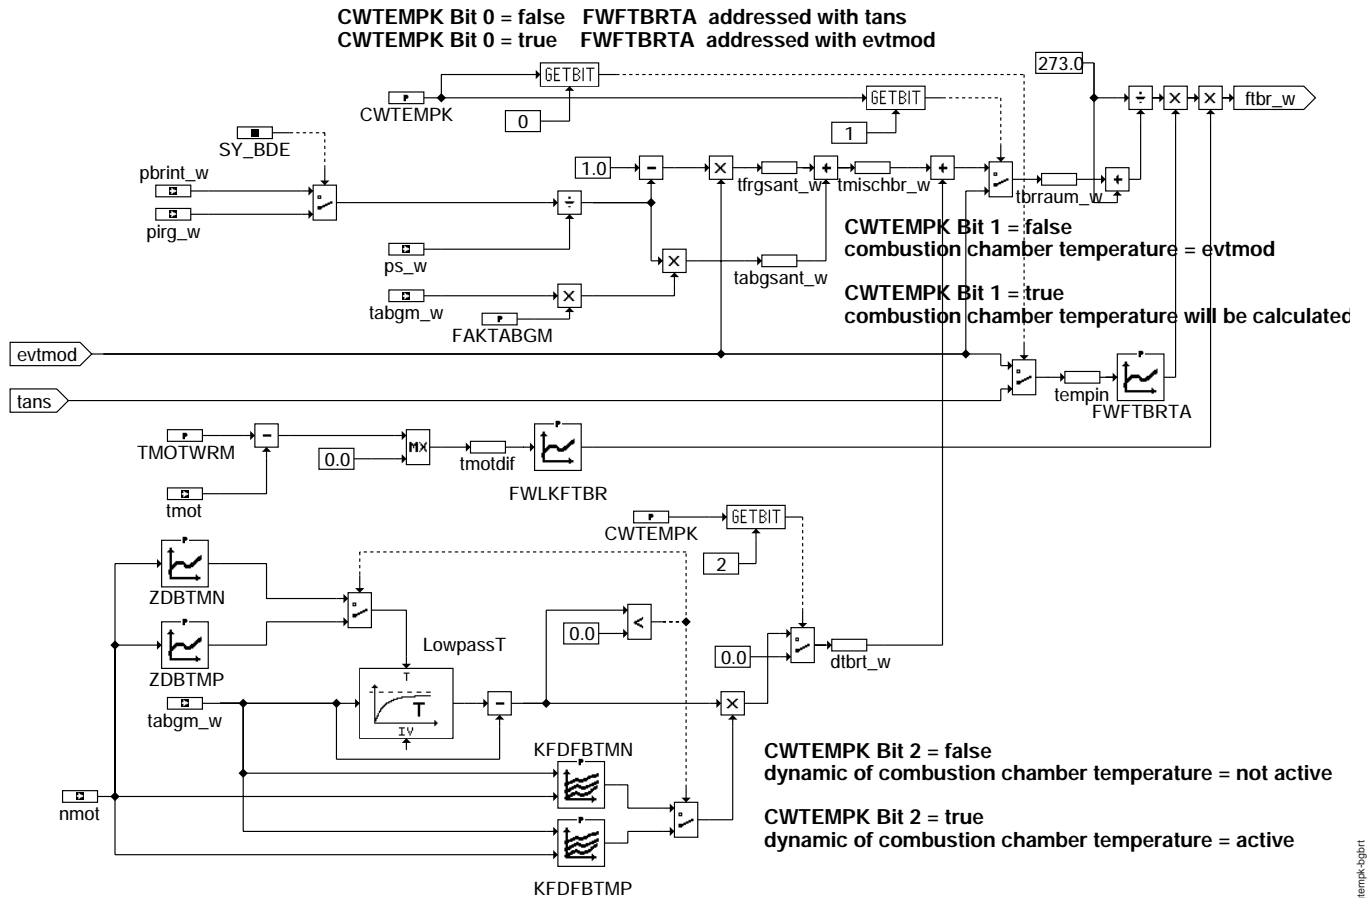 CWTEMPK Bit 0 = false FWFTBRTA addressed with tans
CWTEMPK Bit 0 = true FWFTBRTA addressed with evtmod
273.0
GETBIT
P
CWTEMPK
0
GETBIT
1
ftbr_w
SY_BDE
pbrint_w
pirg_w
1.0
tfrgsant_w
tmischbr_w
tbrraum_w
ps_w
tabgsant_w
tabgm_w
P
FAKTABGM
CWTEMPK Bit 1 = false
combustion chamber temperature = evtmod
CWTEMPK Bit 1 = true
combustion chamber temperature will be calculated
evtmod
tans
tempin
P
FWFTBRTA
P
TMOTWRM
0.0
MX
tmotdif
P
FWLKFTBR
tmot
P
CWTEMPK
GETBIT
2
P
ZDBTMN
P
ZDBTMP
LowpassT
T
T
IV
<
0.0
0.0
dtbrt_w
tabgm_w
nmot
KFDFBTMN
P
P
KFDFBTMP
CWTEMPK Bit 2 = false
dynamic of combustion chamber temperature = not active
CWTEMPK Bit 2 = true
dynamic of combustion chamber temperature = active
tempk-bgbrt